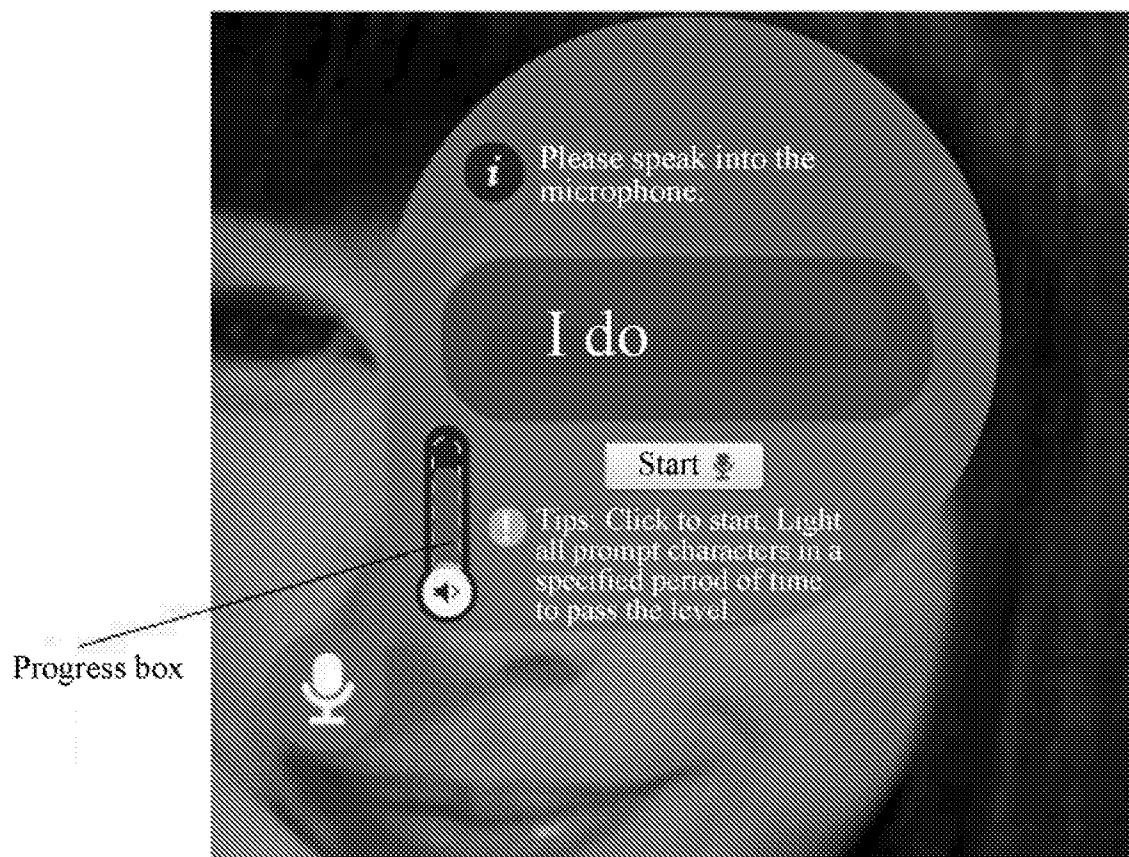 Please speak into the
microphone.
I do
Start
Tips: Click to start. Light
all prompt characters in a
specified period of time
to pass the level
Progress box